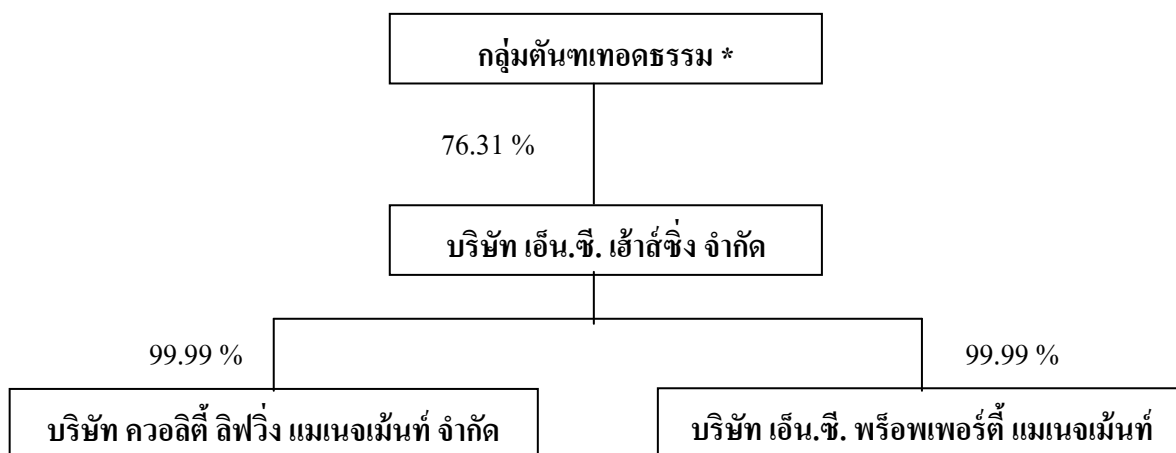 กลุ่มตันฑเทอดธรรม *
76.31 %
บริษัท เอ็น.ซี. เฮ้าส์ซิ่ง จำกัด
99.99 %
99.99 %
บริษัท ควอลิตี้ ลิฟวิ่ง แมเนจเม้นท์ จำกัด
บริษัท เอ็น.ซี. พร็อพเพอร์ตี้ แมเนจเม้นท์